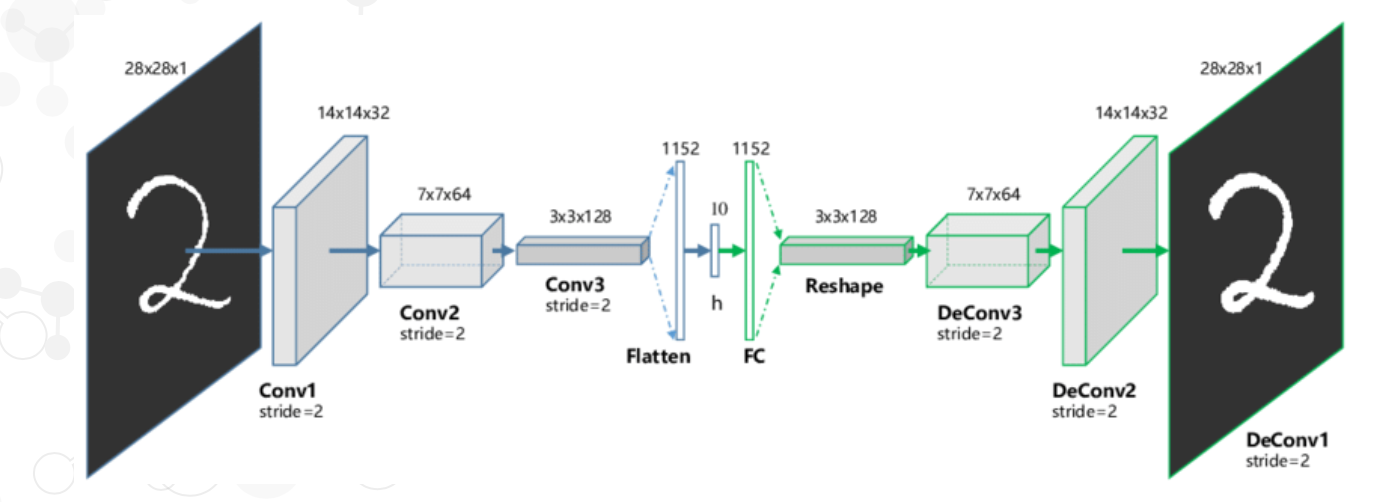 28x28x1
14x14x32
7x7x64
3x3x128
1152
10
1152
3x3x128
7x7x64
14x14x32
28x28x1
Conv1
stride=2
Conv2
stride=2
Conv3
stride=2
Flatten
h
FC
Reshape
DeConv3
stride=2
DeConv2
stride=2
DeConv1
stride=2
2
2